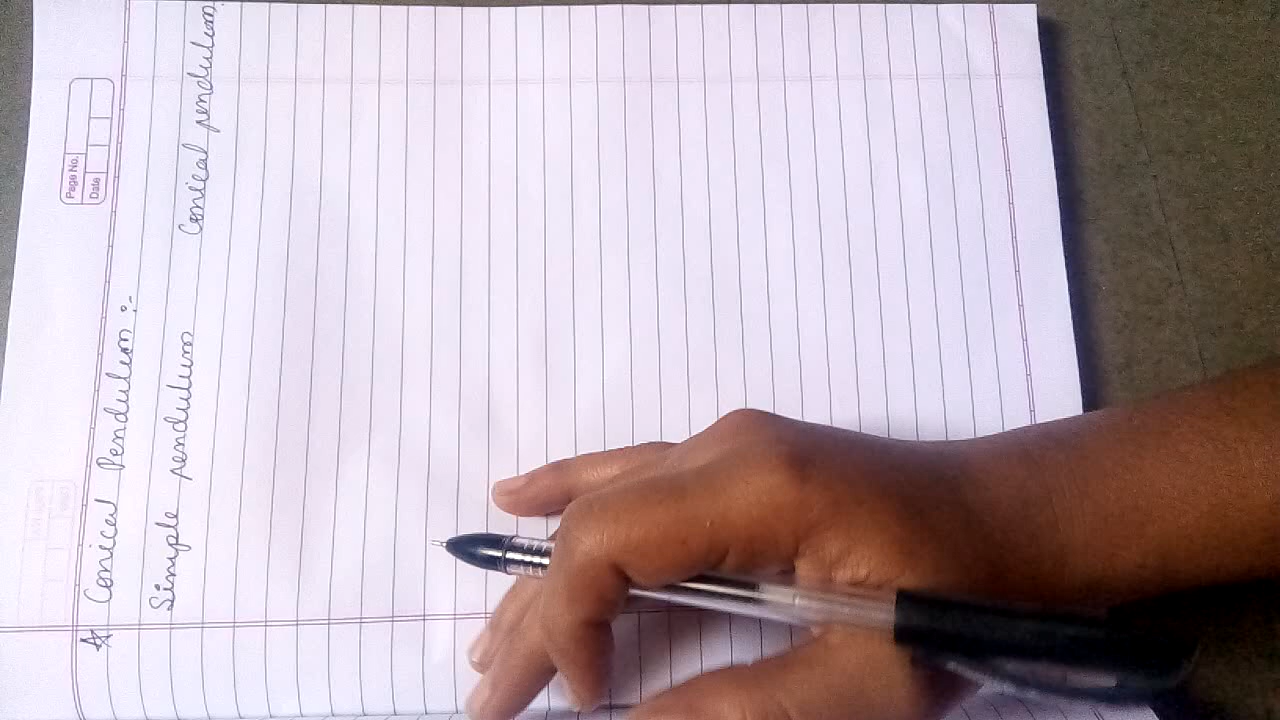 Page No.
Date
☆ Conical Pendulum :-
Simple pendulum Conical pendulum